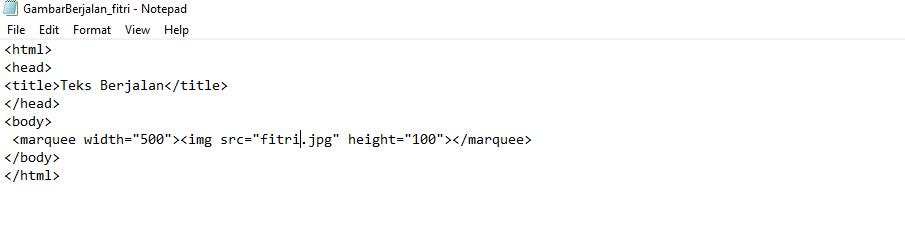 GambarBerjalan_fitri - Notepad
File Edit Format View Help
<html>
<head>
<title>Teks Berjalan</title>
</head>
<body>
 <marquee width="500"><img src="fitri.jpg" height="100"></marquee>
</body>
</html>